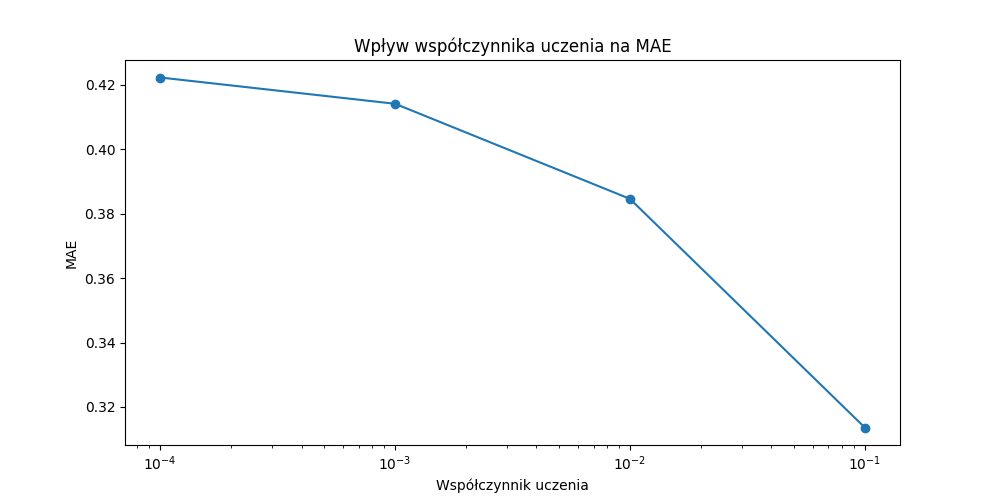 Wpływ współczynnika uczenia na MAE
0.42
0.40
0.38
0.36
0.34
0.32
MAE
10⁻⁴ 10⁻³ 10⁻² 10⁻¹
Współczynnik uczenia